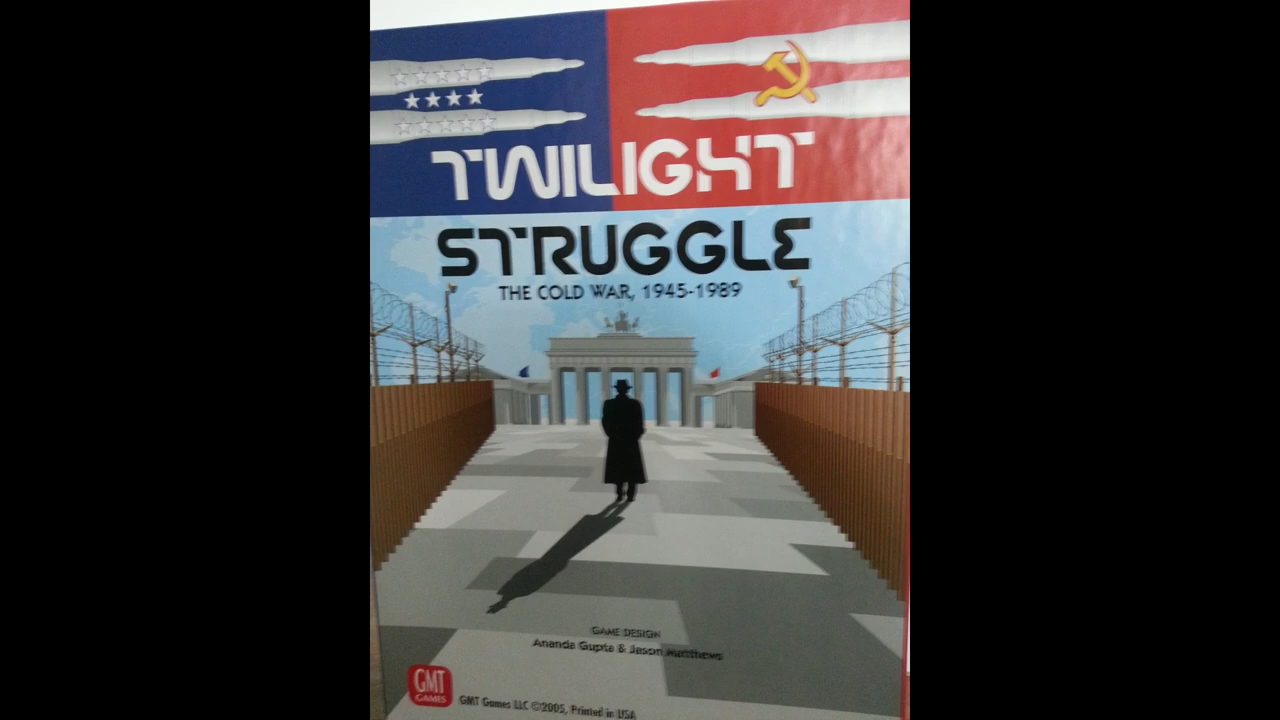 TWILIGHT
STRUGGLE
THE COLD WAR, 1945-1989
GAME DESIGN
Ananda Gupta & Jason Matthews
GMT
GAMES
GMT Games LLC ©2005, Printed in USA